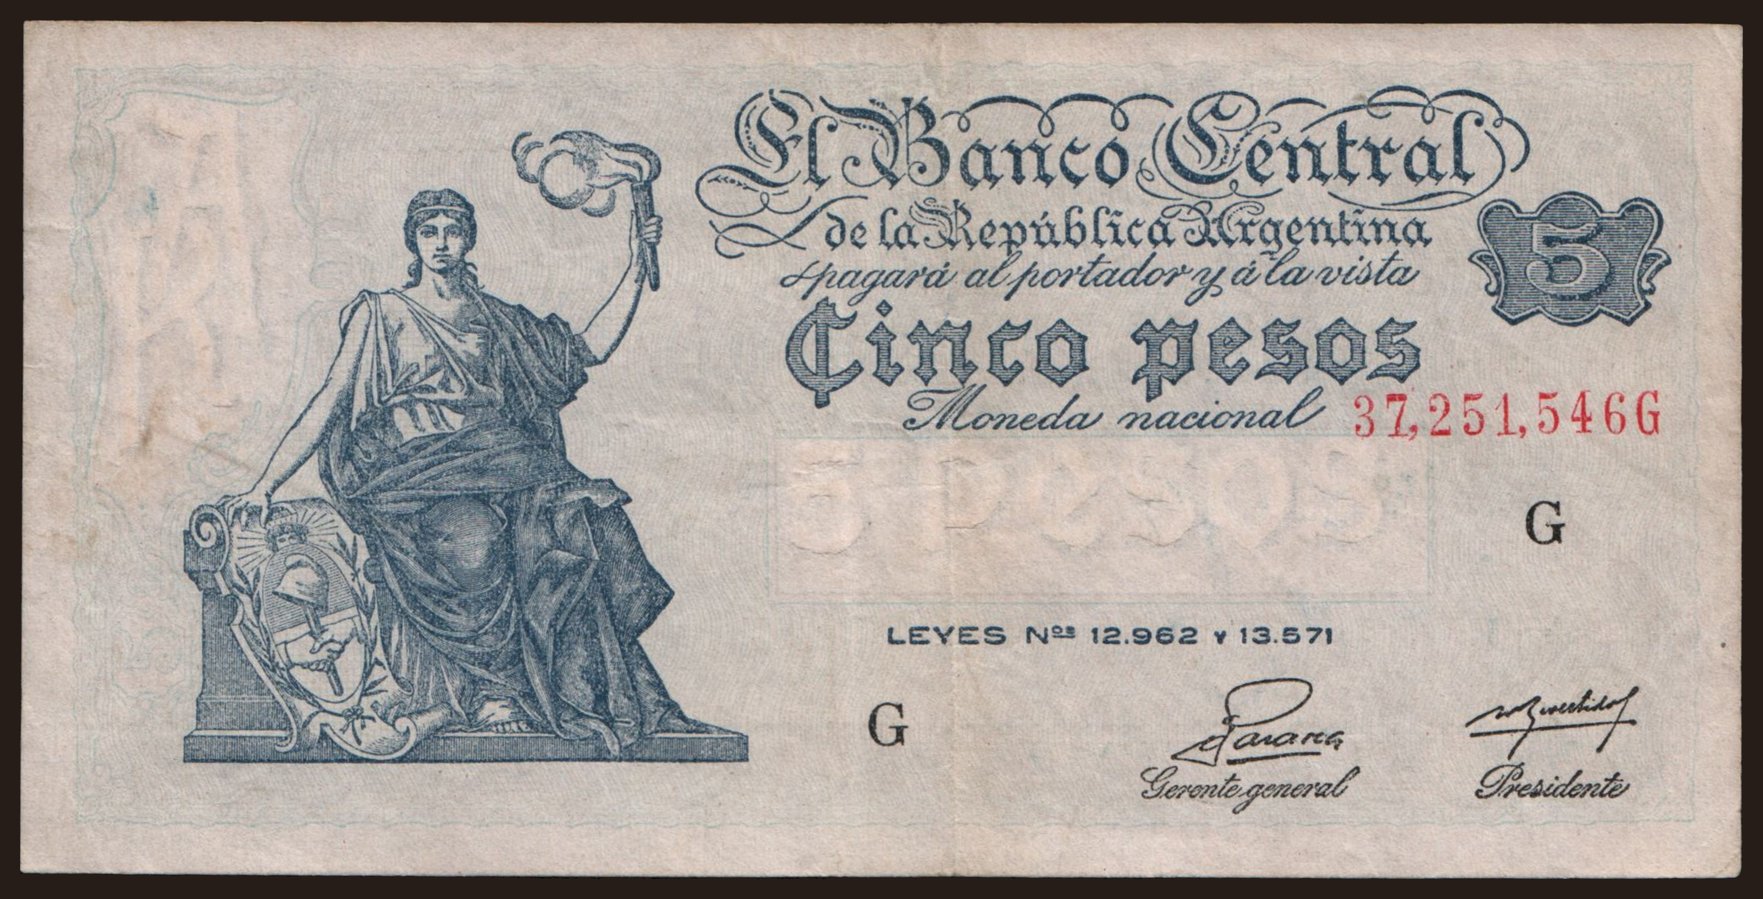 El Banco Central
de la República Argentina
pagará al portador y á la vista
5
Cinco pesos
Moneda nacional
37,251,546G
5 pesos
G
LEYES Nos 12.962 Y 13.571
G
Gerente general
Presidente